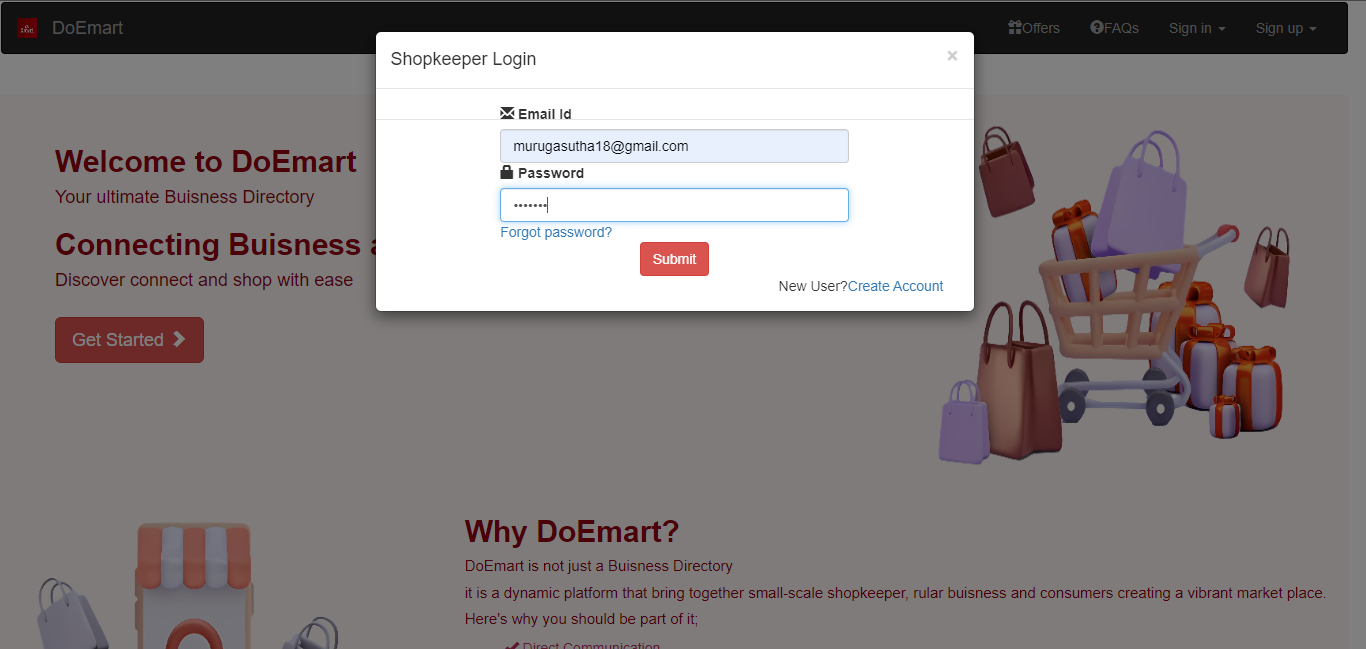 DoEmart
Offers
FAQs
Sign in
Sign up
Shopkeeper Login
×
Email Id
murugasutha18@gmail.com
Password
•••••••
Forgot password?
Submit
New User?Create Account
Welcome to DoEmart
Your ultimate Buisness Directory
Connecting Buisness
Discover connect and shop with ease
Get Started
Why DoEmart?
DoEmart is not just a Buisness Directory
it is a dynamic platform that bring together small-scale shopkeeper, rular buisness and consumers creating a vibrant market place.
Here's why you should be part of it;
Direct Communication